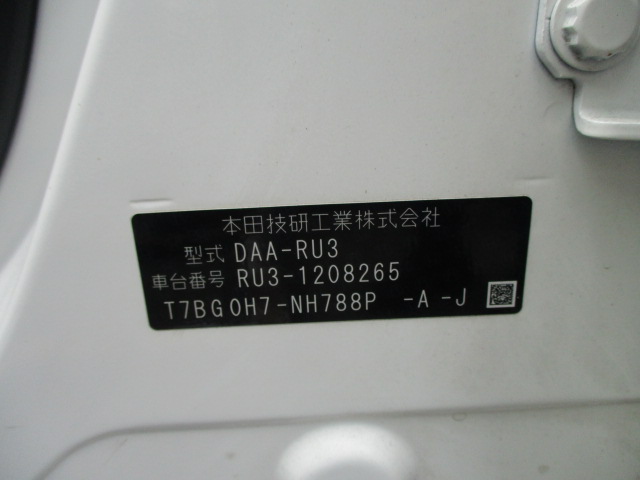 本田技研工業株式会社
型式 DAA-RU3
車台番号 RU3-1208265
T7BG0H7-NH788P -A -J